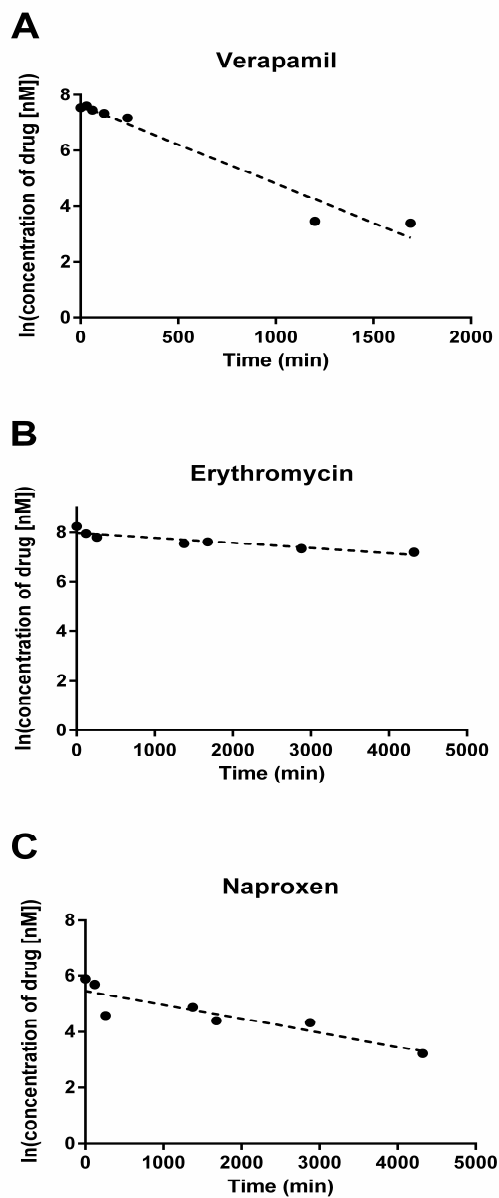 A
Verapamil
ln(concentration of drug [nM])
8
6
4
2
0
0 500 1000 1500 2000
Time (min)
B
Erythromycin
ln(concentration of drug [nM])
8
6
4
2
0
0 1000 2000 3000 4000 5000
Time (min)
C
Naproxen
ln(concentration of drug [nM])
8
6
4
2
0
0 1000 2000 3000 4000 5000
Time (min)